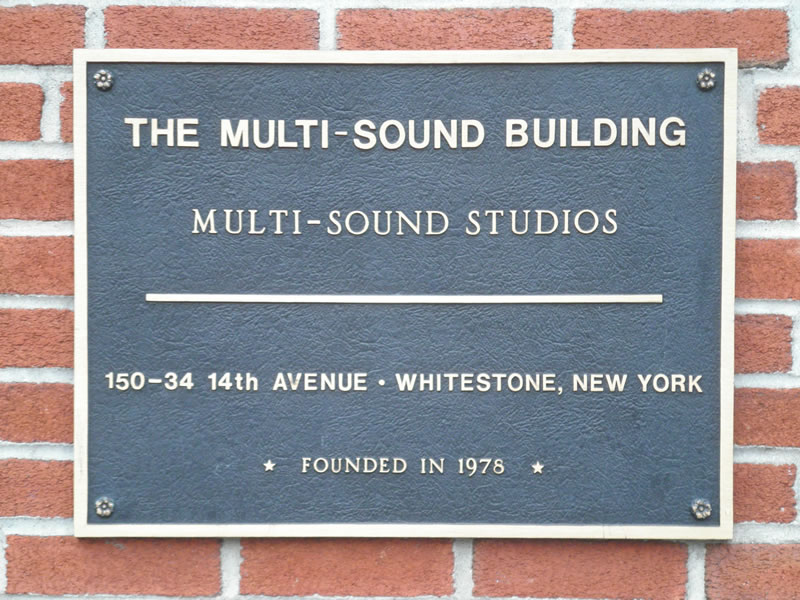 THE MULTI-SOUND BUILDING
MULTI-SOUND STUDIOS
150-34 14th AVENUE • WHITESTONE, NEW YORK
★ FOUNDED IN 1978 ★